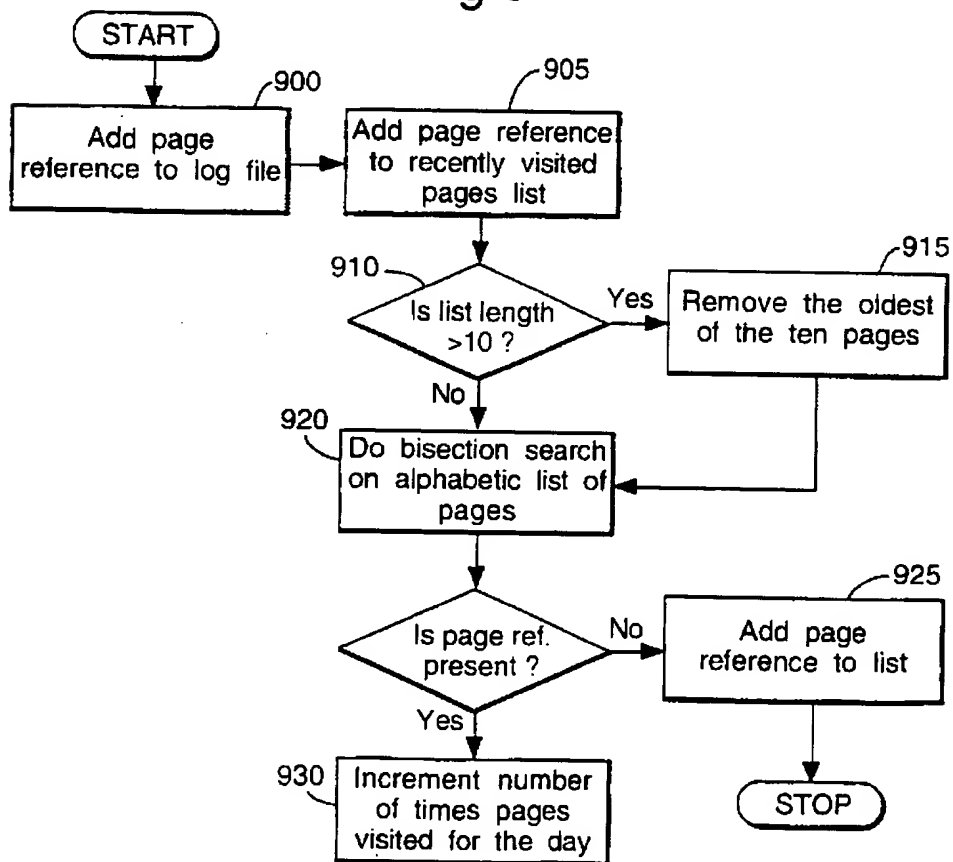 START
900
Add page
reference to log file
905
Add page reference
to recently visited
pages list
910
Is list length
>10 ?
Yes
915
Remove the oldest
of the ten pages
No
920
Do bisection search
on alphabetic list of
pages
Is page ref.
present ?
No
925
Add page
reference to list
Yes
930
Increment number
of times pages
visited for the day
STOP